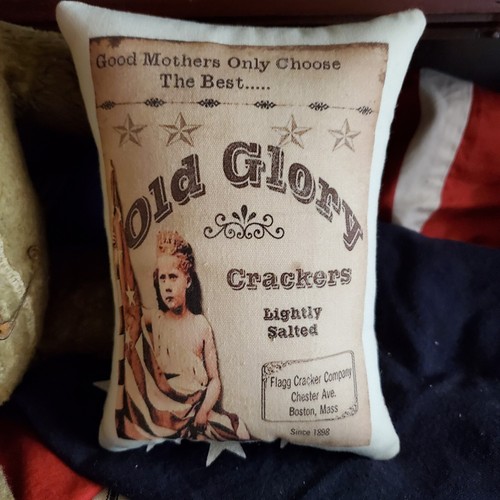 Good Mothers Only Choose
The Best.....
Old Glory
Crackers
Lightly
Salted
Flagg Cracker Company
Chester Ave.
Boston, Mass
Since 1898